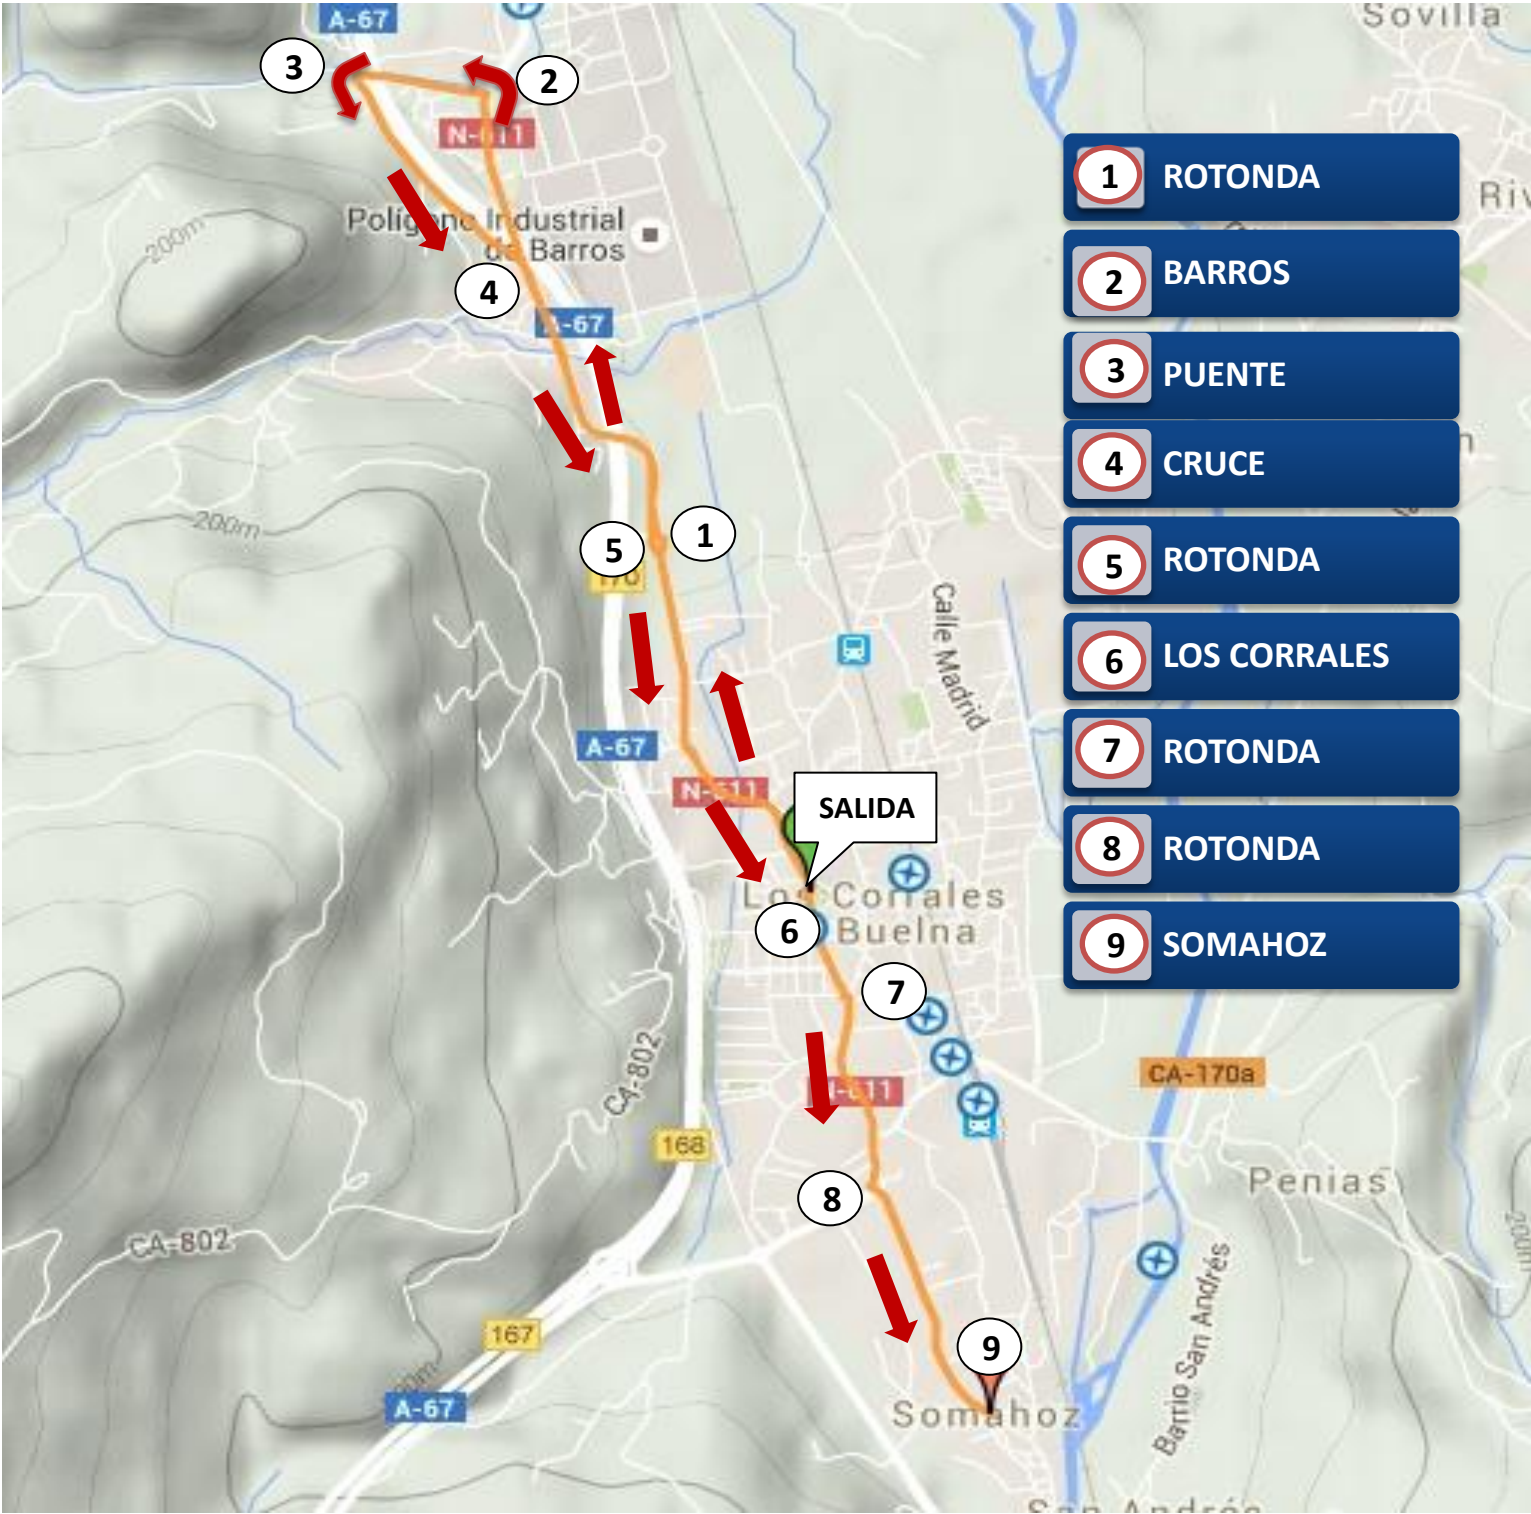 A-67
Sovilla
3
2
N-611
1 ROTONDA
Riv
Polígono Industrial
de Barros
2 BARROS
200m
4
A-67
3 PUENTE
4 CRUCE
200m
5
1
5 ROTONDA
170
Calle Madrid
6 LOS CORRALES
A-67
7 ROTONDA
N-611
SALIDA
8 ROTONDA
Los Corrales
6
Buelna
9 SOMAHOZ
7
CA-802
N-611
CA-170a
168
Penias
8
CA-802
200m
Barrio San Andrés
167
9
A-67
Somahoz
San Andrés